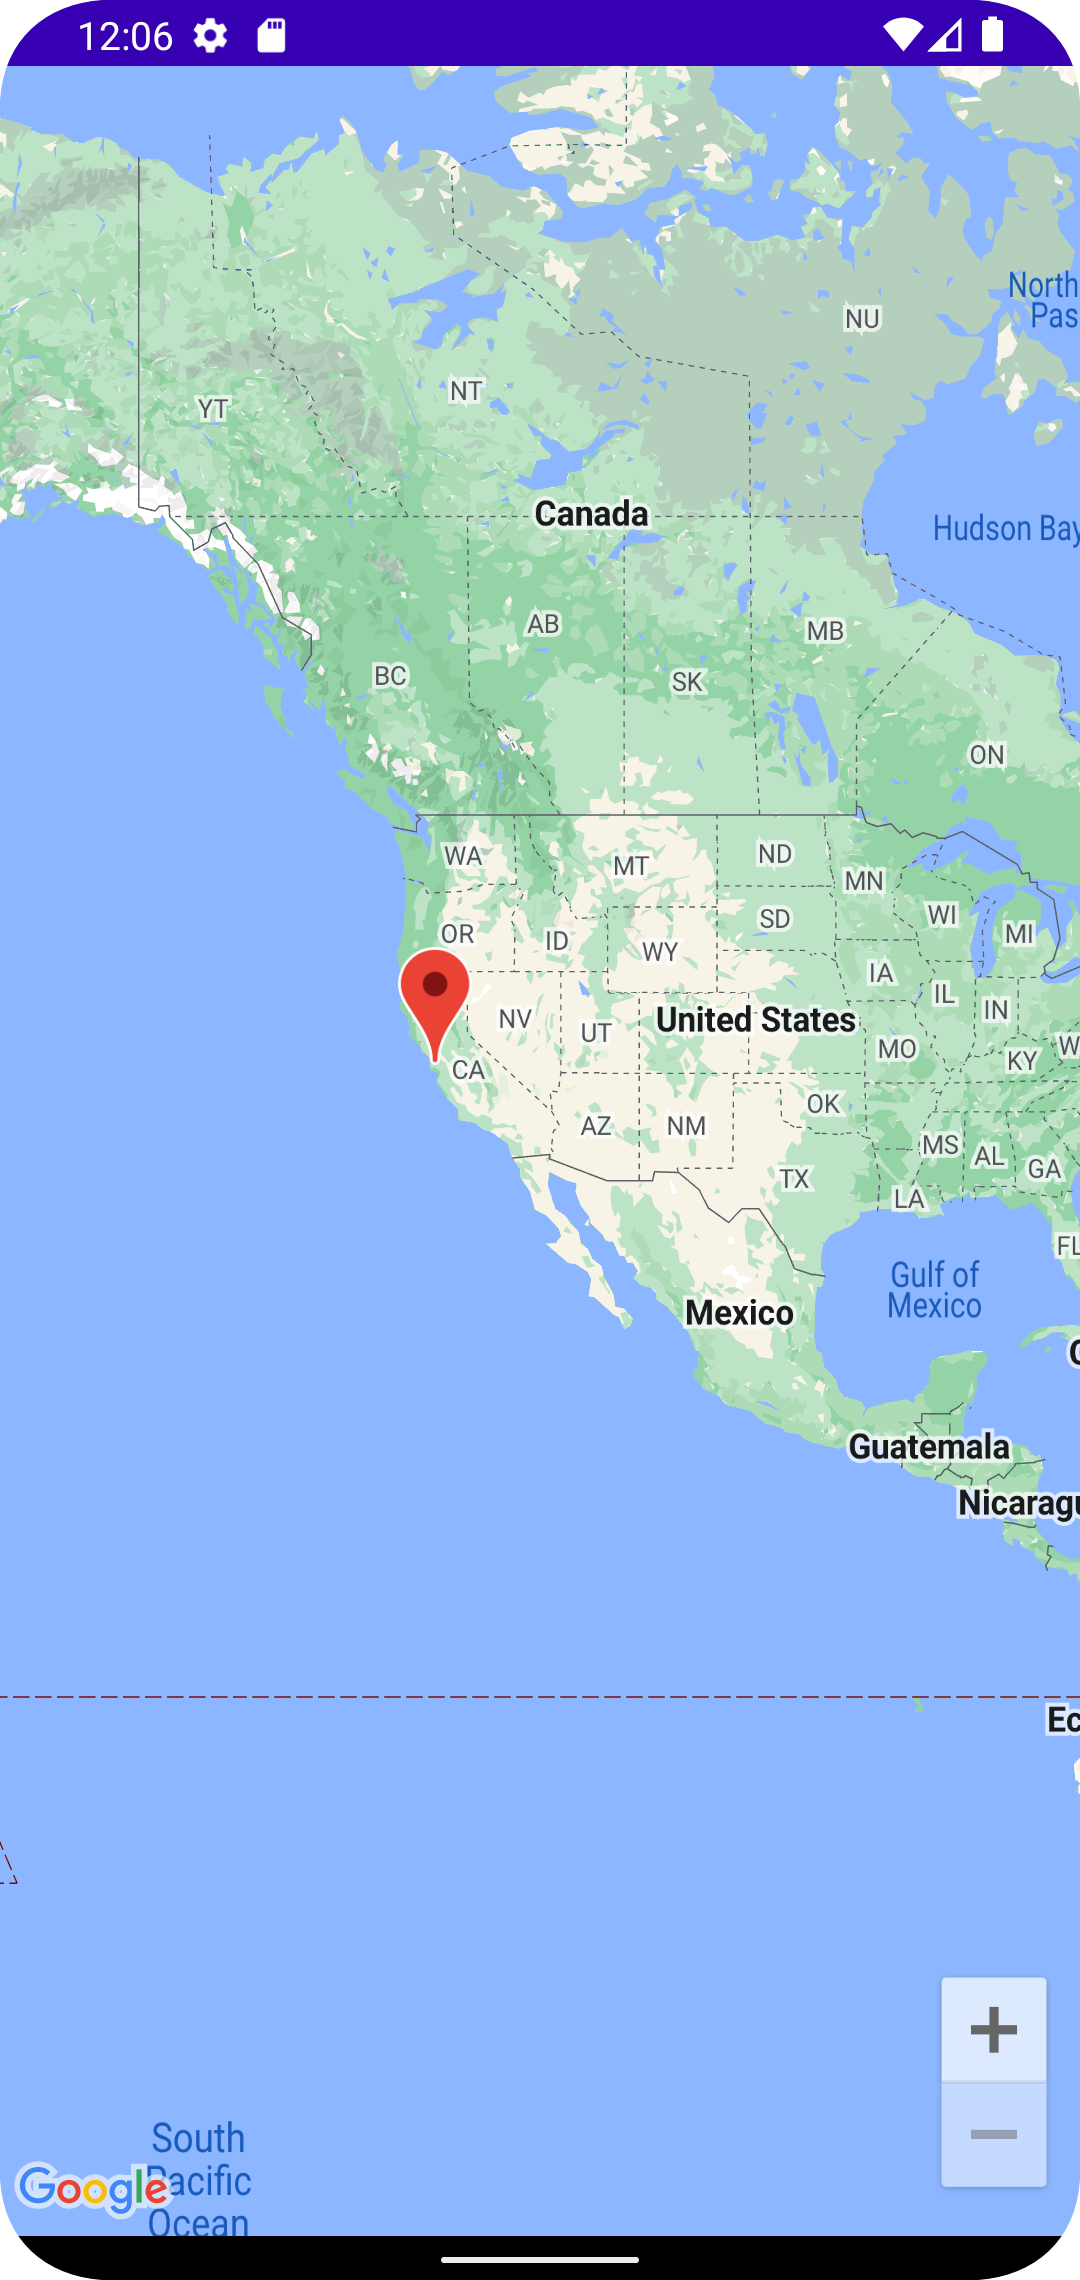 12:06
North
Pas
NU
NT
YT
Canada
Hudson Bay
AB
MB
BC
SK
ON
WA
MT
ND
MN
SD
WI
OR
ID
WY
MI
IA
IL
IN
NV
UT
United States
MO
KY
W
CA
OK
AZ
NM
MS
AL
GA
TX
LA
FL
Gulf of
Mexico
Mexico
Guatemala
Nicaragu
Ec
South
Pacific
Ocean
Google